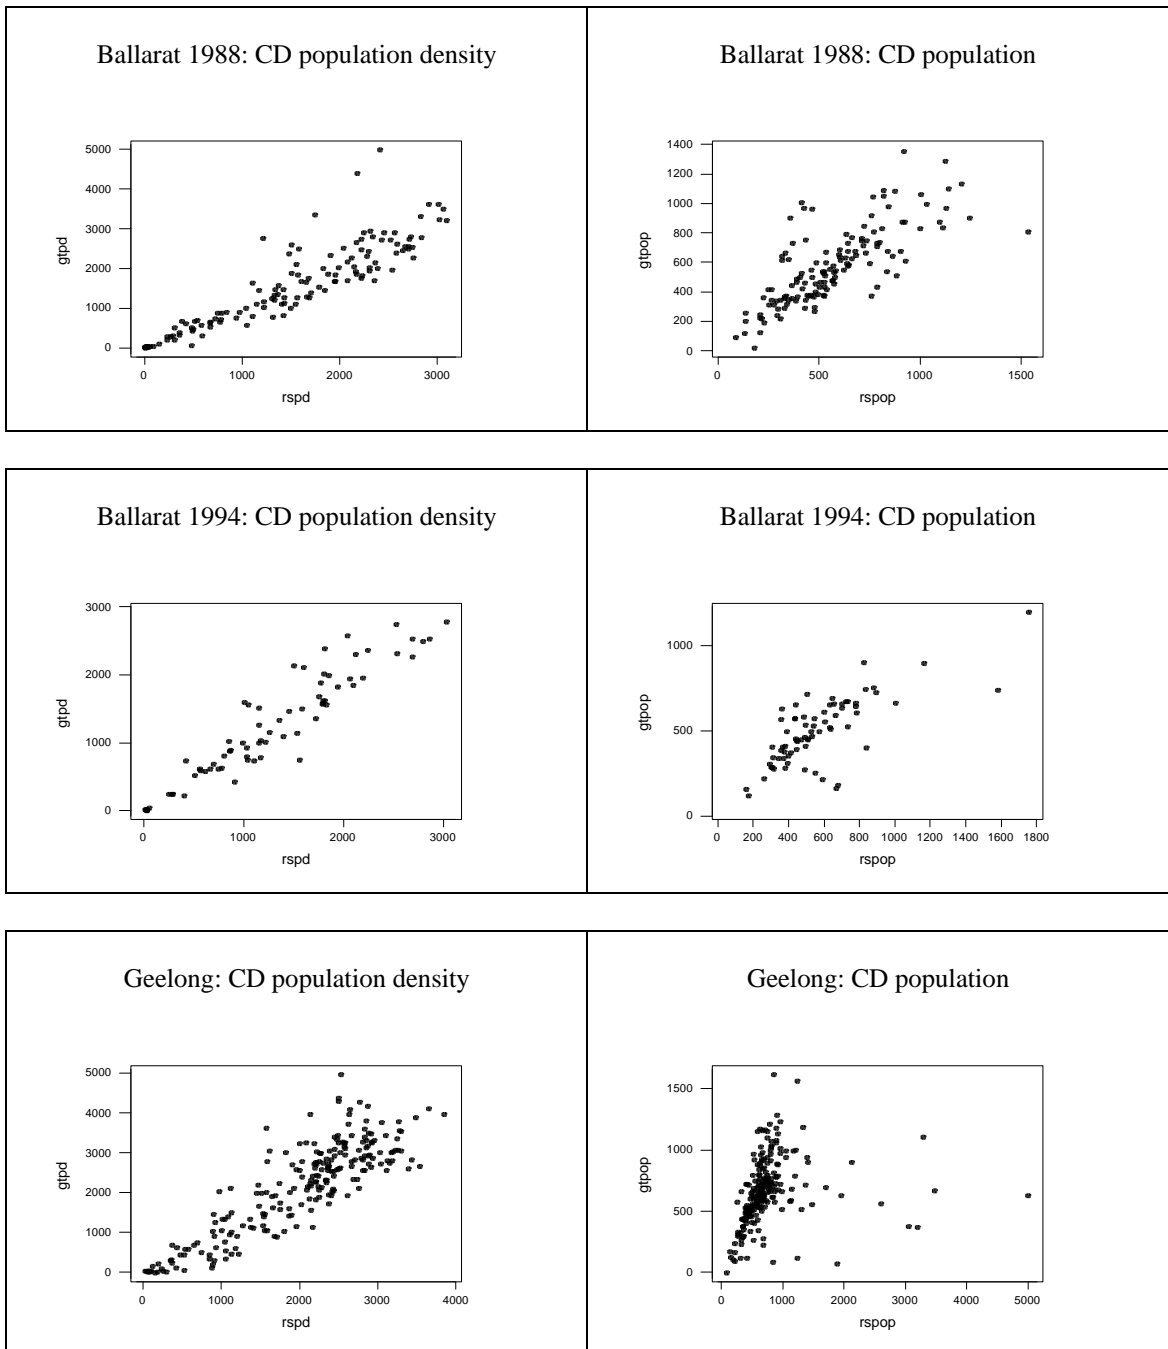 Ballarat 1988: CD population density
5000
4000
3000
2000
1000
0
gtpd
0 1000 2000 3000
rspd
Ballarat 1988: CD population
1400
1200
1000
800
600
400
200
0
gtpop
0 500 1000 1500
rspop
Ballarat 1994: CD population density
3000
2000
1000
0
gtpd
0 1000 2000 3000
rspd
Ballarat 1994: CD population
1000
500
0
gtpop
0 200 400 600 800 1000 1200 1400 1600 1800
rspop
Geelong: CD population density
5000
4000
3000
2000
1000
0
gtpd
0 1000 2000 3000 4000
rspd
Geelong: CD population
1500
1000
500
0
gtpop
0 1000 2000 3000 4000 5000
rspop